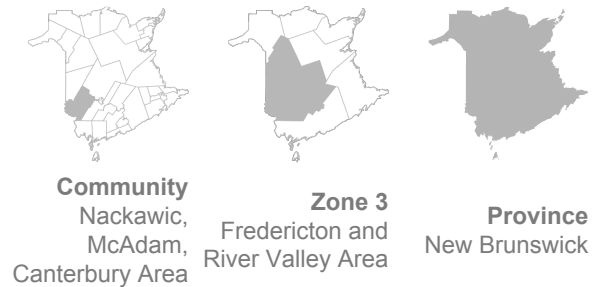 Community
Nackawic,
McAdam,
Canterbury Area
Zone 3
Fredericton and
River Valley Area
Province
New Brunswick